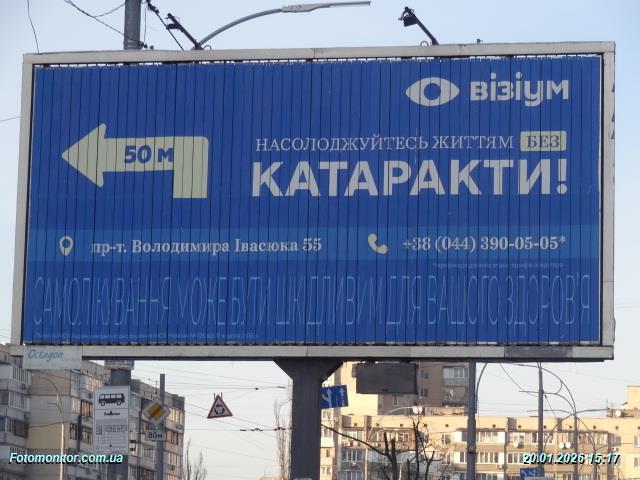 візіум
НАСОЛОДЖУЙТЕСЬ ЖИТТЯМ БЕЗ
КАТАРАКТИ!
50 м
пр-т. Володимира Івасюка 55
+38 (044) 390-05-05*
САМОЛІКУВАННЯ МОЖЕ БУТИ ШКІДЛИВИМ ДЛЯ ВАШОГО ЗДОРОВ'Я
Octagon
80м
Fotomonitor.com.ua
20.01.2026 15:17